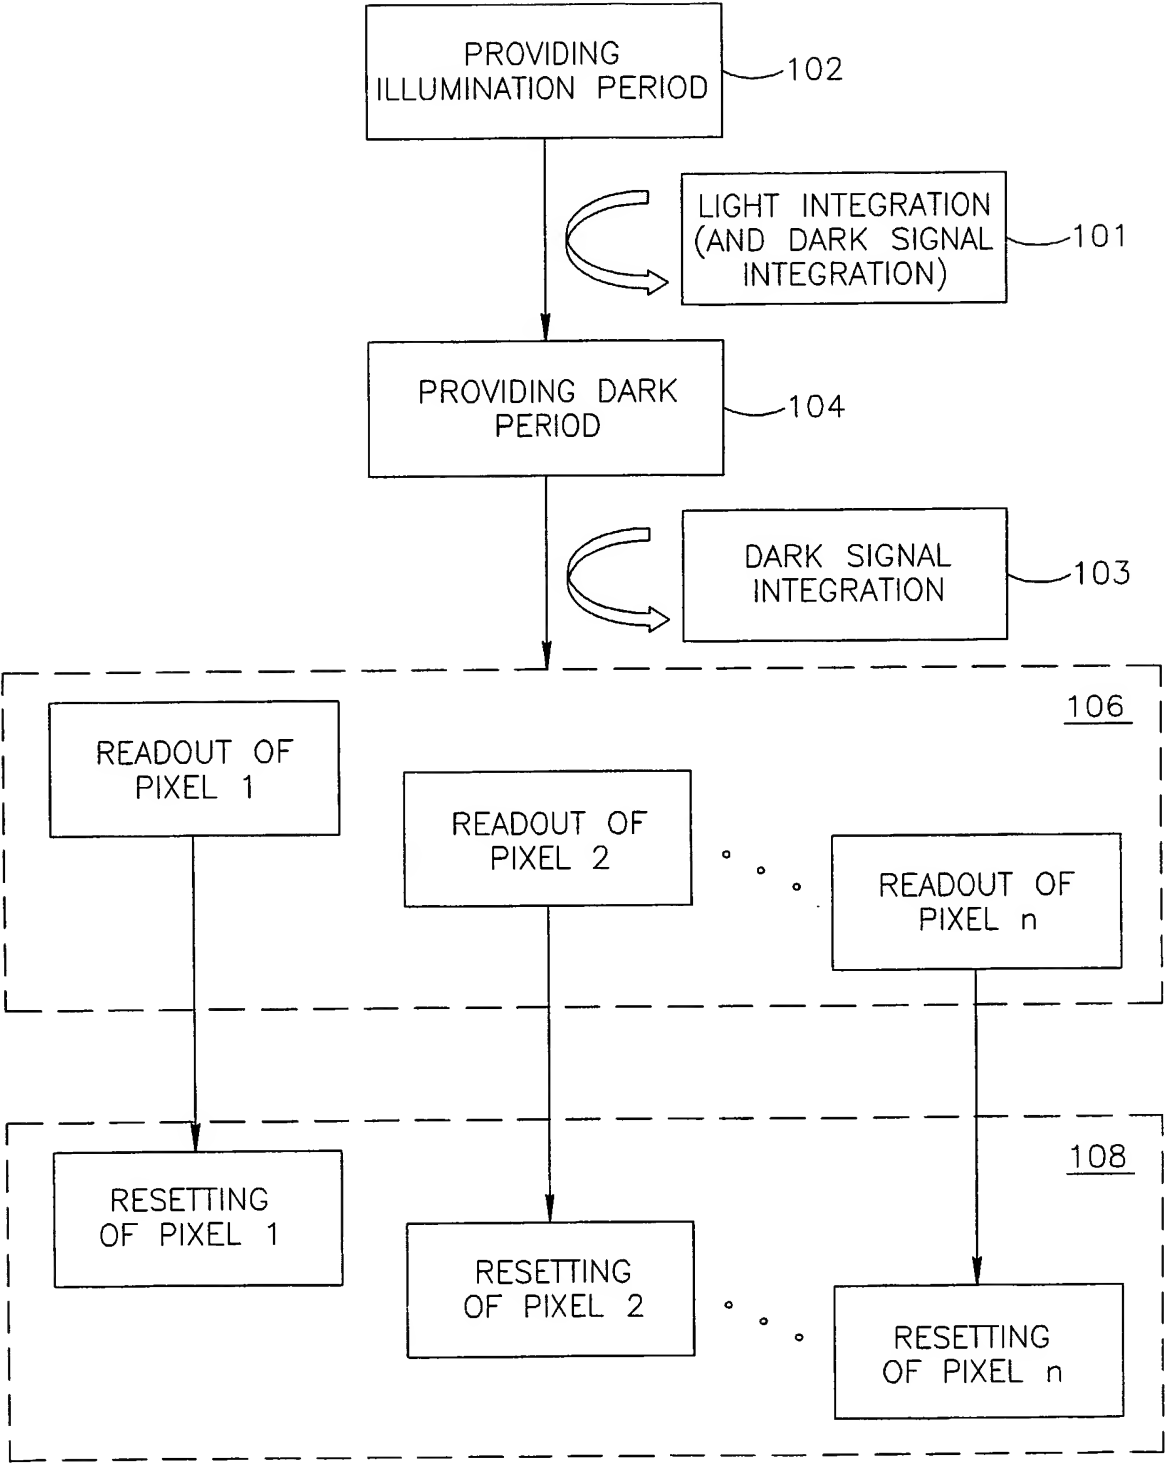 PROVIDING
ILLUMINATION PERIOD
102
LIGHT INTEGRATION
(AND DARK SIGNAL
INTEGRATION)
101
PROVIDING DARK
PERIOD
104
DARK SIGNAL
INTEGRATION
103
106
READOUT OF
PIXEL 1
READOUT OF
PIXEL 2
READOUT OF
PIXEL n
108
RESETTING
OF PIXEL 1
RESETTING
OF PIXEL 2
RESETTING
OF PIXEL n